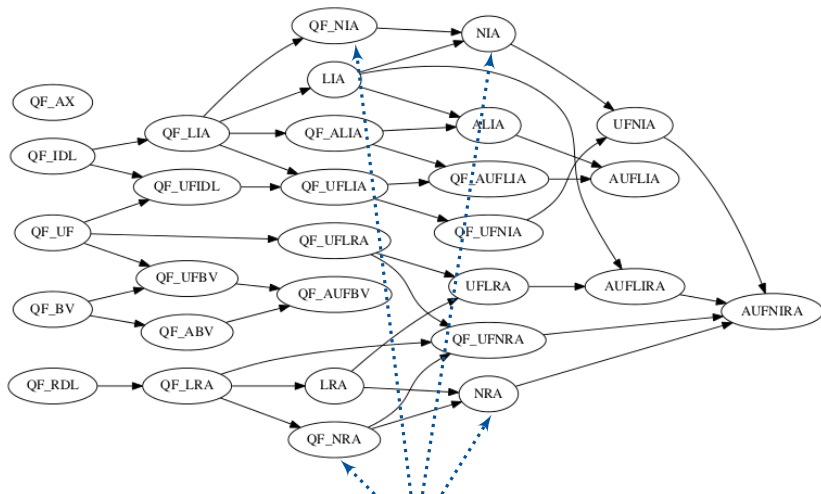 QF_NIA
NIA
LIA
QF_AX
QF_LIA
QF_ALIA
ALIA
UFNIA
QF_IDL
QF_UFIDL
QF_UFLIA
QF_AUFLIA
AUFLIA
QF_UF
QF_UFLRA
QF_UFNIA
QF_UFBV
QF_AUFBV
UFLRA
AUFLIRA
QF_BV
QF_ABV
AUFNIRA
QF_UFNRA
QF_RDL
QF_LRA
LRA
NRA
QF_NRA